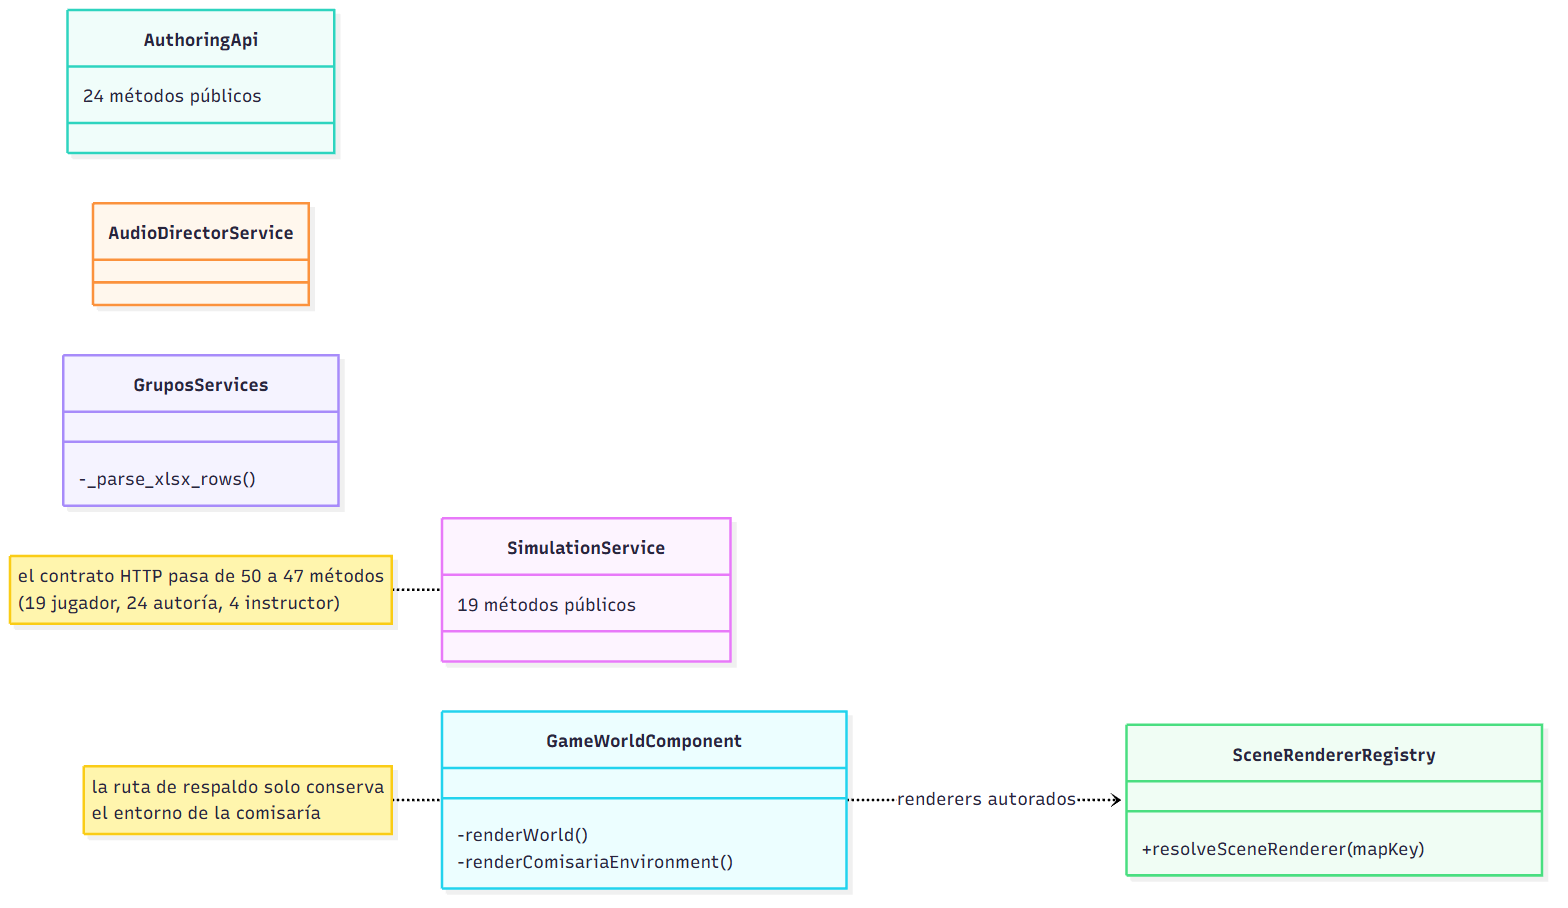 AuthoringApi
24 métodos públicos
AudioDirectorService
GruposServices
-_parse_xlsx_rows()
el contrato HTTP pasa de 50 a 47 métodos
(19 jugador, 24 autoría, 4 instructor)
SimulationService
19 métodos públicos
la ruta de respaldo solo conserva
el entorno de la comisaría
GameWorldComponent
-renderWorld()
-renderComisariaEnvironment()
renderers autorados
SceneRendererRegistry
+resolveSceneRenderer(mapKey)